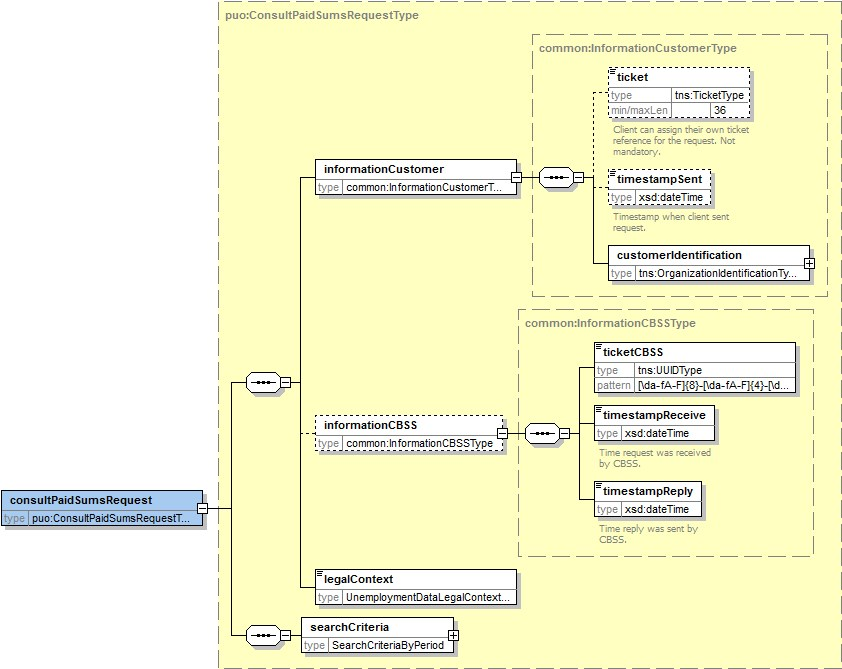 puo:ConsultPaidSumsRequestType
common:InformationCustomerType
ticket
type tns:TicketType
min/maxLen 36
Client can assign their own ticket
reference for the request. Not
mandatory.
informationCustomer
type common:InformationCustomerT...
timestampSent
type xsd:dateTime
Timestamp when client sent
request.
customerIdentification
type tns:OrganizationIdentificationTy...
common:InformationCBSSType
ticketCBSS
type tns:UUIDType
pattern [\da-fA-F]{8}-[\da-fA-F]{4}-[\d...
timestampReceive
type xsd:dateTime
Time request was received
by CBSS.
informationCBSS
type common:InformationCBSSType
timestampReply
type xsd:dateTime
Time reply was sent by
CBSS.
consultPaidSumsRequest
type puo:ConsultPaidSumsRequestT...
legalContext
type UnemploymentDataLegalContext...
searchCriteria
type SearchCriteriaByPeriod